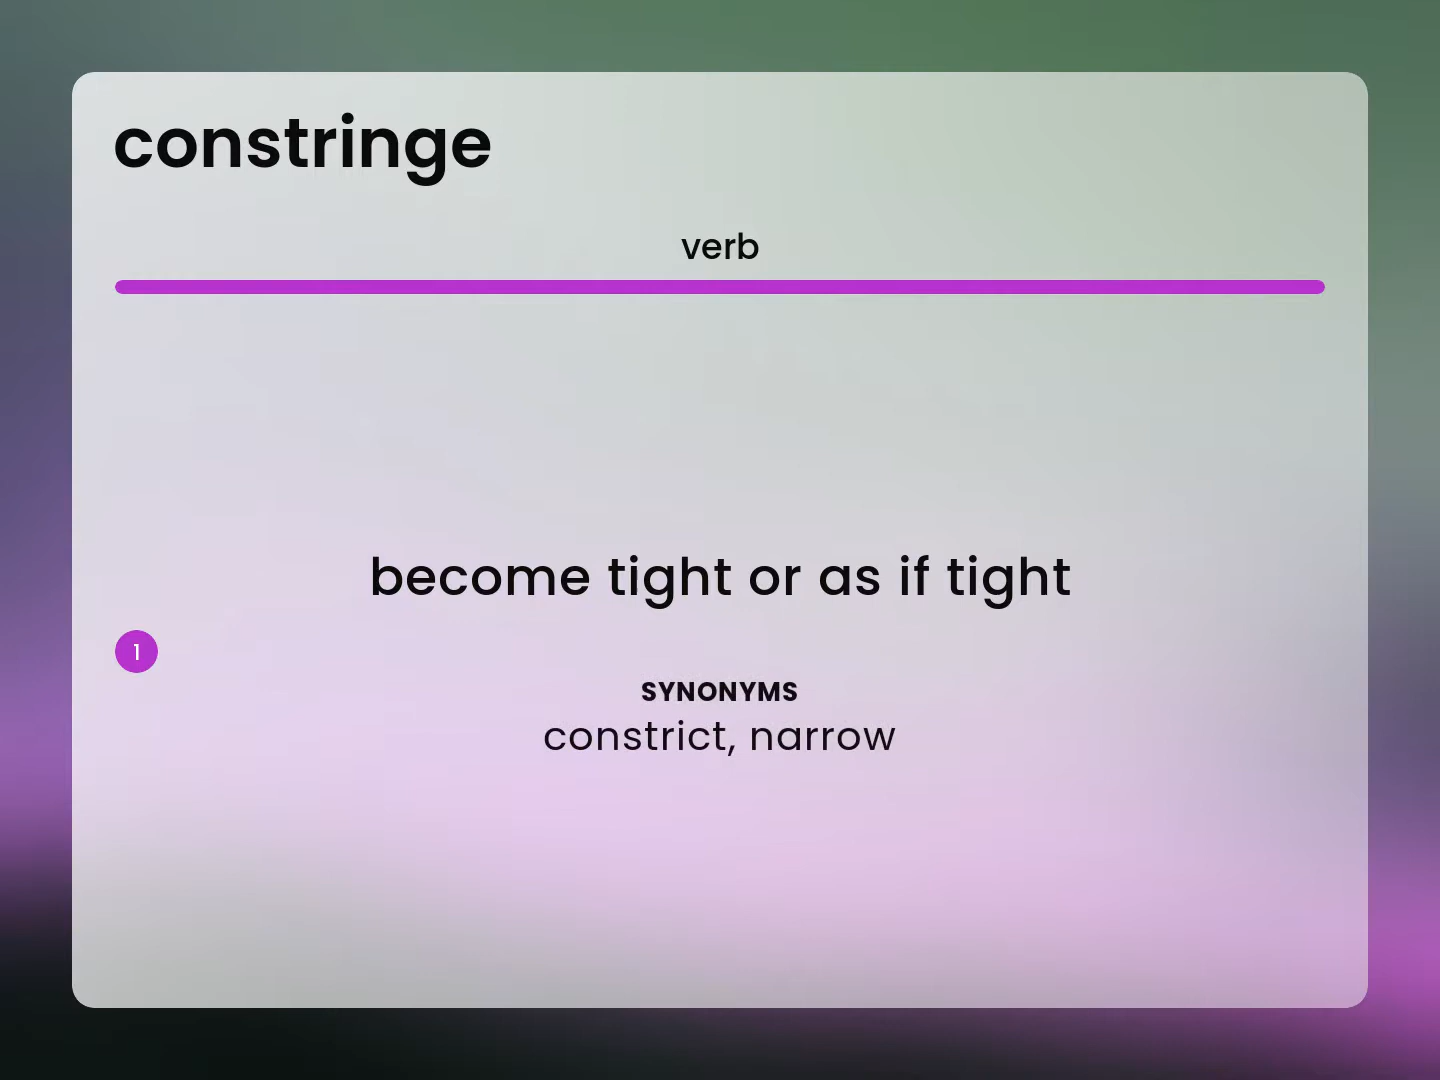 constringe
verb
become tight or as if tight
1
SYNONYMS
constrict, narrow